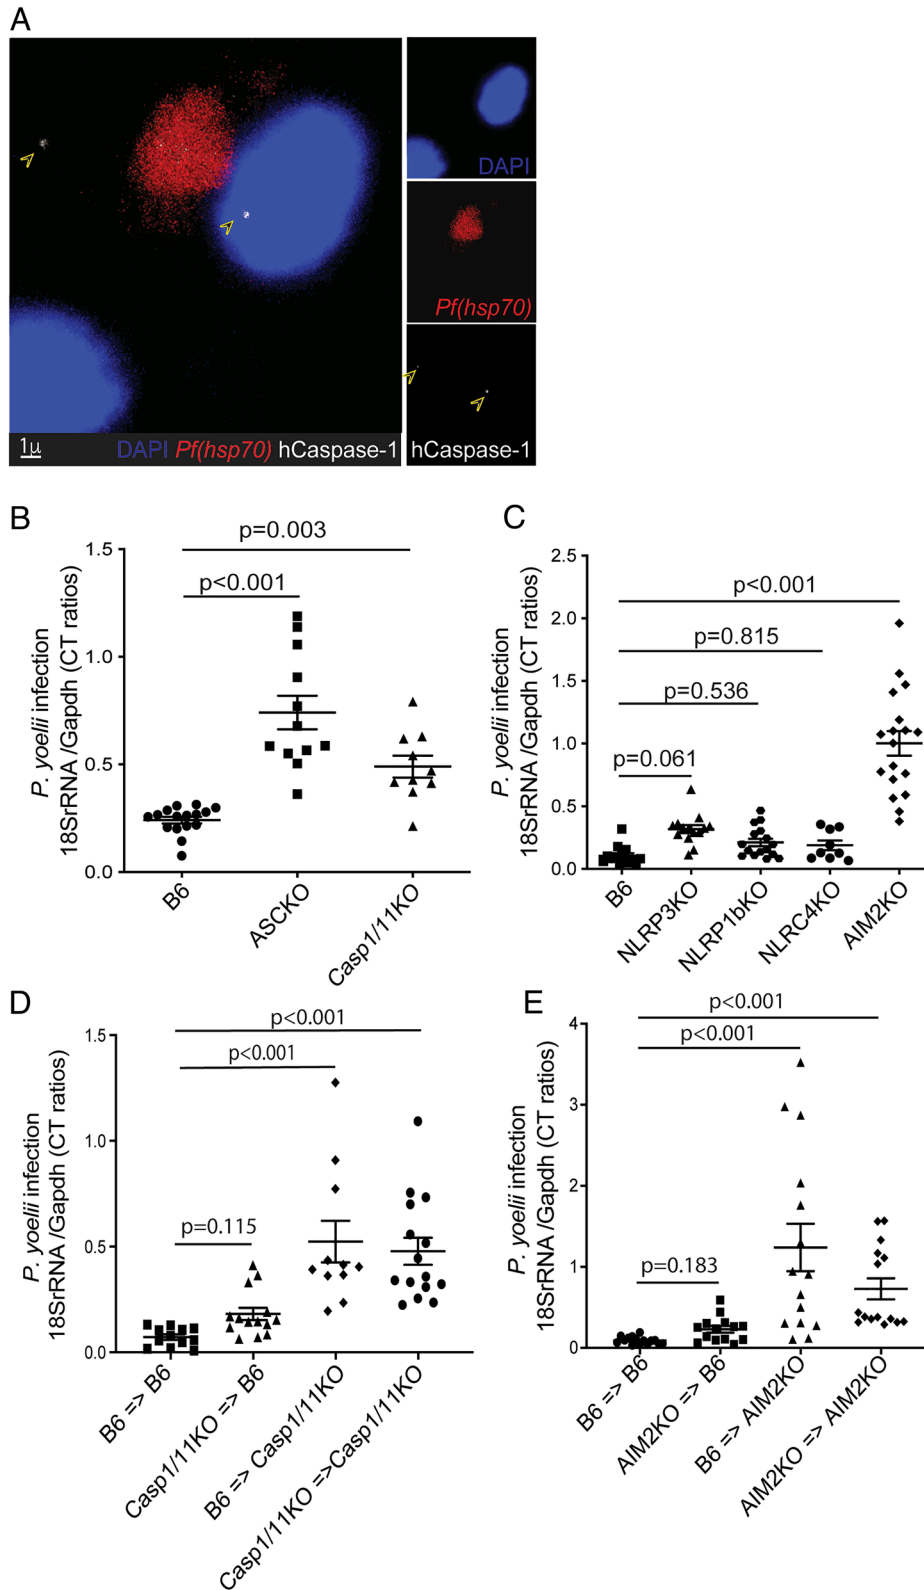 A
DAPI
Pf(hsp70)
1μ
DAPI Pf(hsp70) hCaspase-1
hCaspase-1
B
P. yoelii infection
18SrRNA /Gapdh (CT ratios)
p=0.003
p<0.001
1.5
1.0
0.5
0.0
B6
ASCKO
Casp1/11KO
C
P. yoelii infection
18SrRNA /Gapdh (CT ratios)
2.5
2.0
1.5
1.0
0.5
0.0
p<0.001
p=0.815
p=0.536
p=0.061
B6
NLRP3KO
NLRP1bKO
NLRC4KO
AIM2KO
D
P. yoelii infection
18SrRNA /Gapdh (CT ratios)
1.5
1.0
0.5
0.0
p<0.001
p<0.001
p=0.115
B6 => B6
Casp1/11KO => B6
B6 => Casp1/11KO
Casp1/11KO =>Casp1/11KO
E
P. yoelii infection
18SrRNA /Gapdh (CT ratios)
4
3
2
1
0
p<0.001
p<0.001
p=0.183
B6 => B6
AIM2KO => B6
B6 => AIM2KO
AIM2KO => AIM2KO